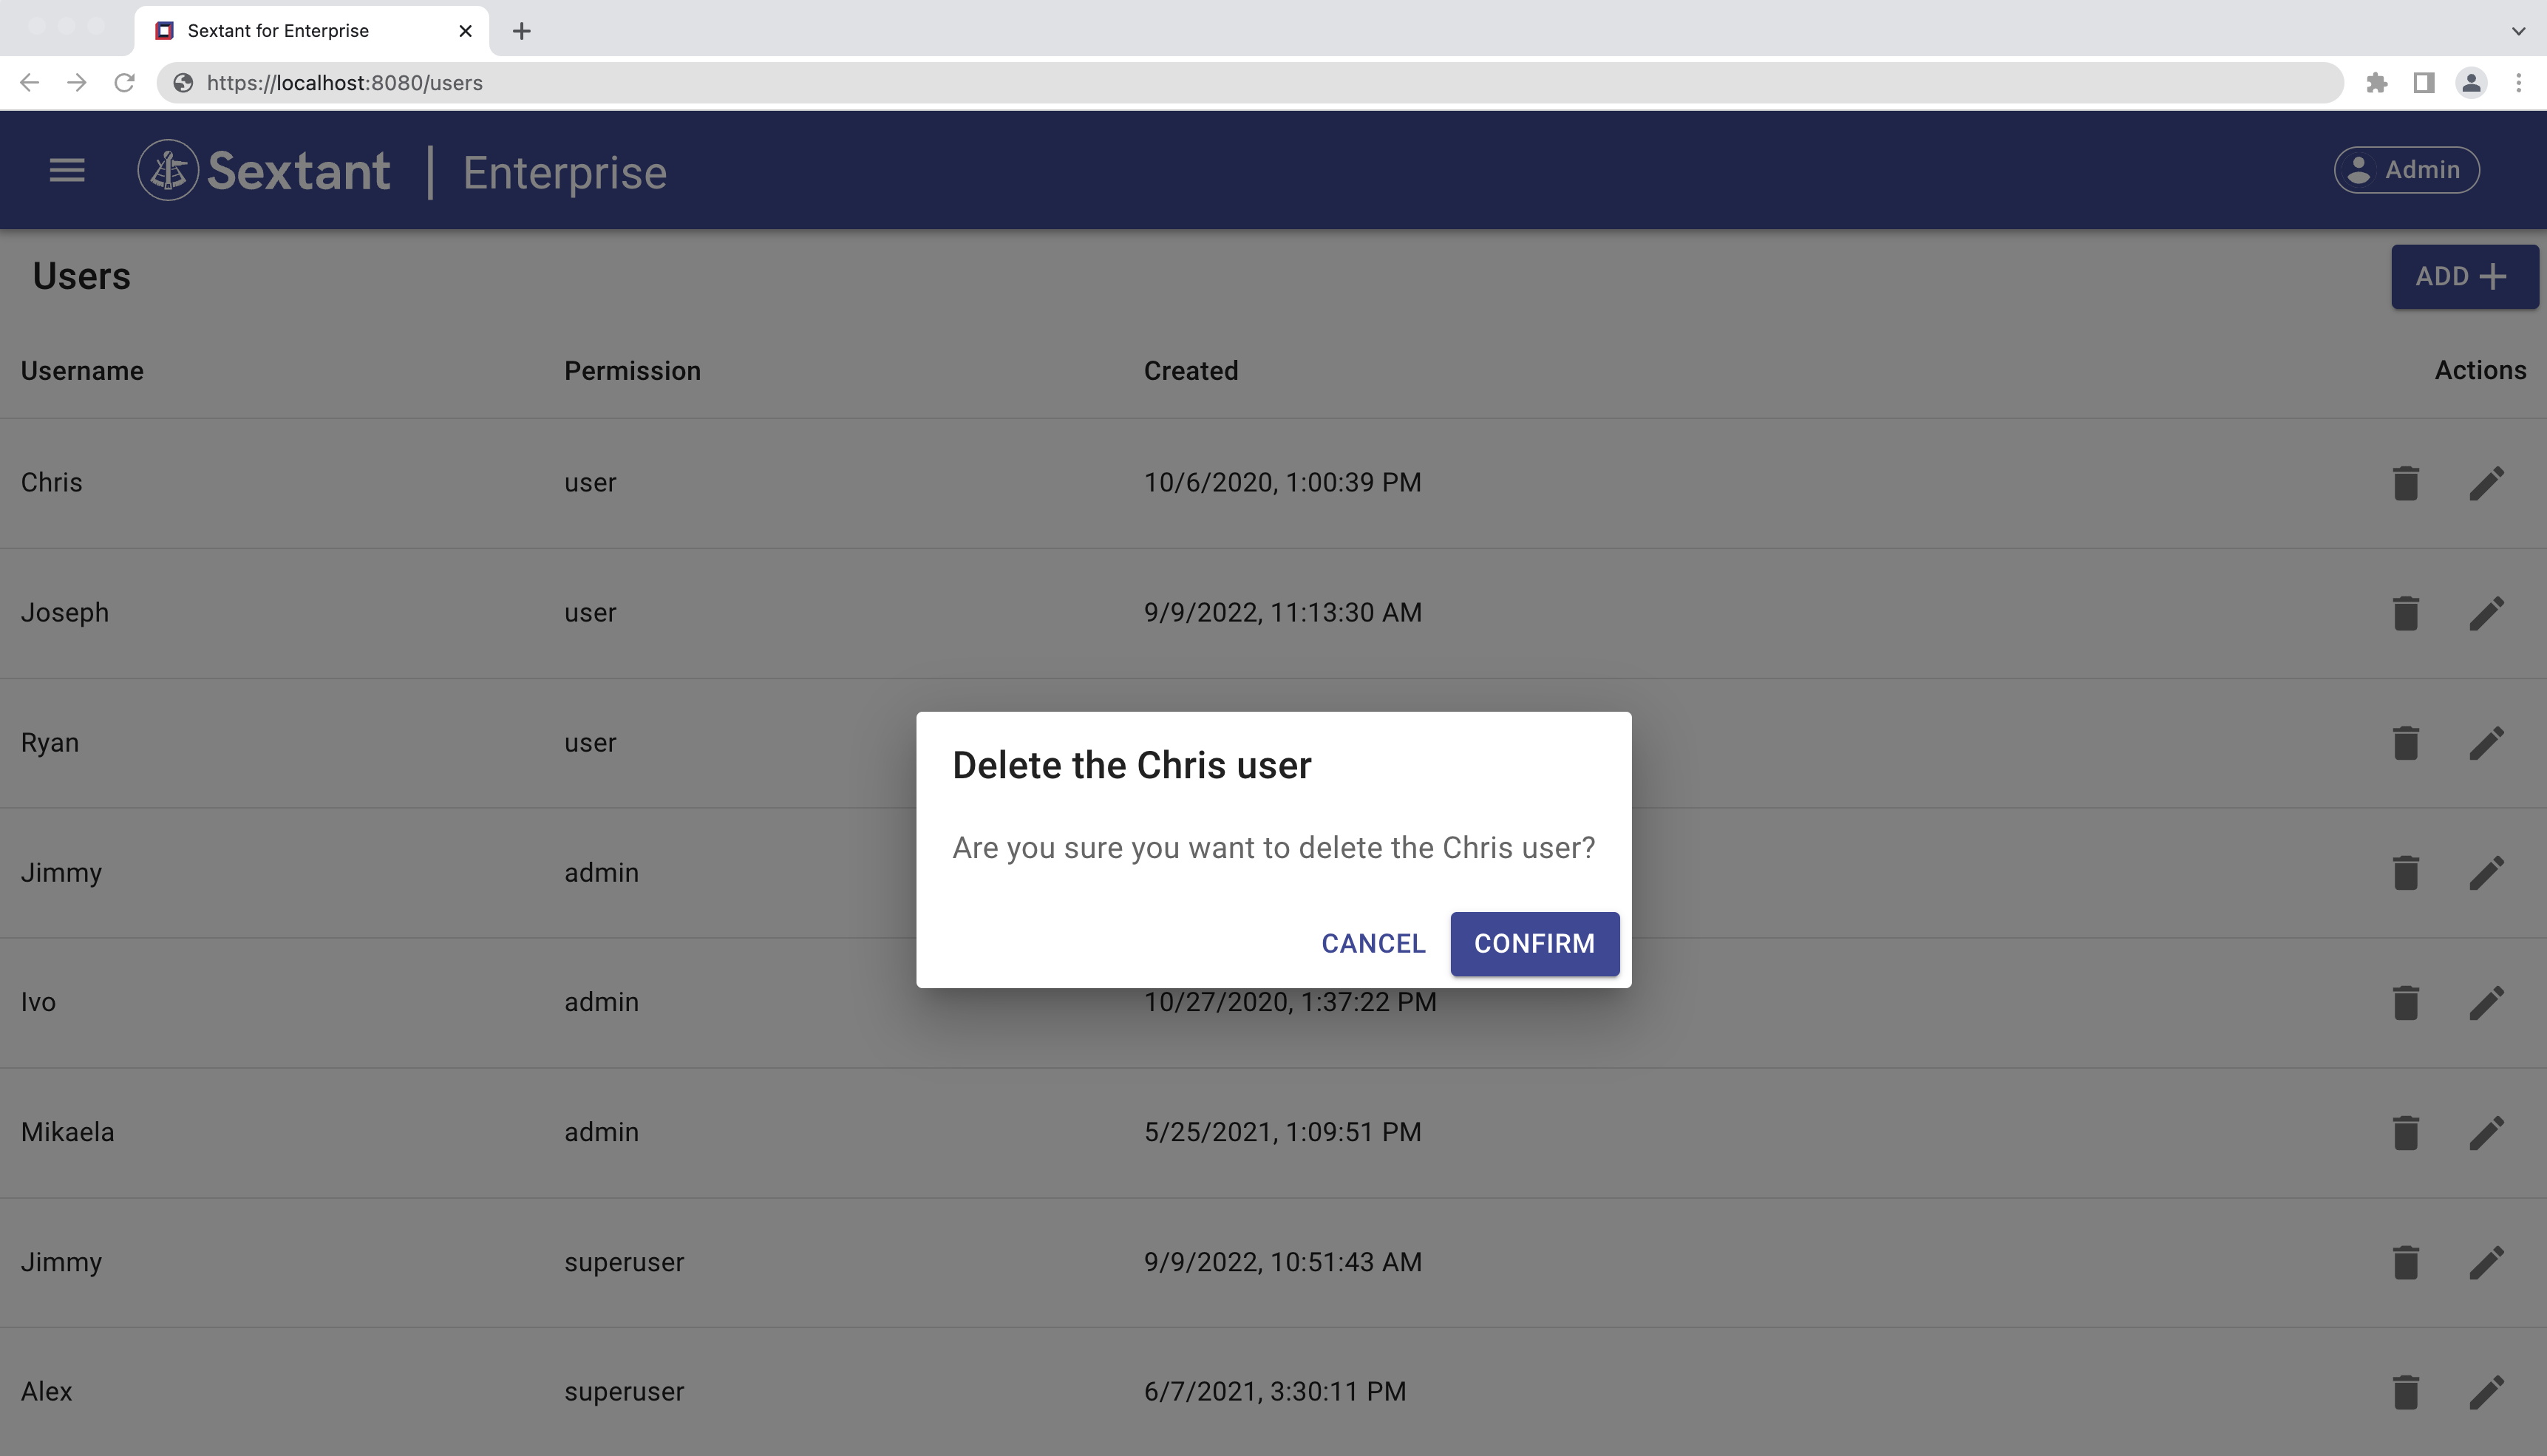 Sextant for Enterprise
https://localhost:8080/users
Sextant | Enterprise
Admin
Users
ADD
Username Permission Created Actions
Chris user 10/6/2020, 1:00:39 PM
Joseph user 9/9/2022, 11:13:30 AM
Ryan user
Delete the Chris user
Are you sure you want to delete the Chris user?
Jimmy admin
CANCEL CONFIRM
Ivo admin 10/27/2020, 1:37:22 PM
Mikaela admin 5/25/2021, 1:09:51 PM
Jimmy superuser 9/9/2022, 10:51:43 AM
Alex superuser 6/7/2021, 3:30:11 PM